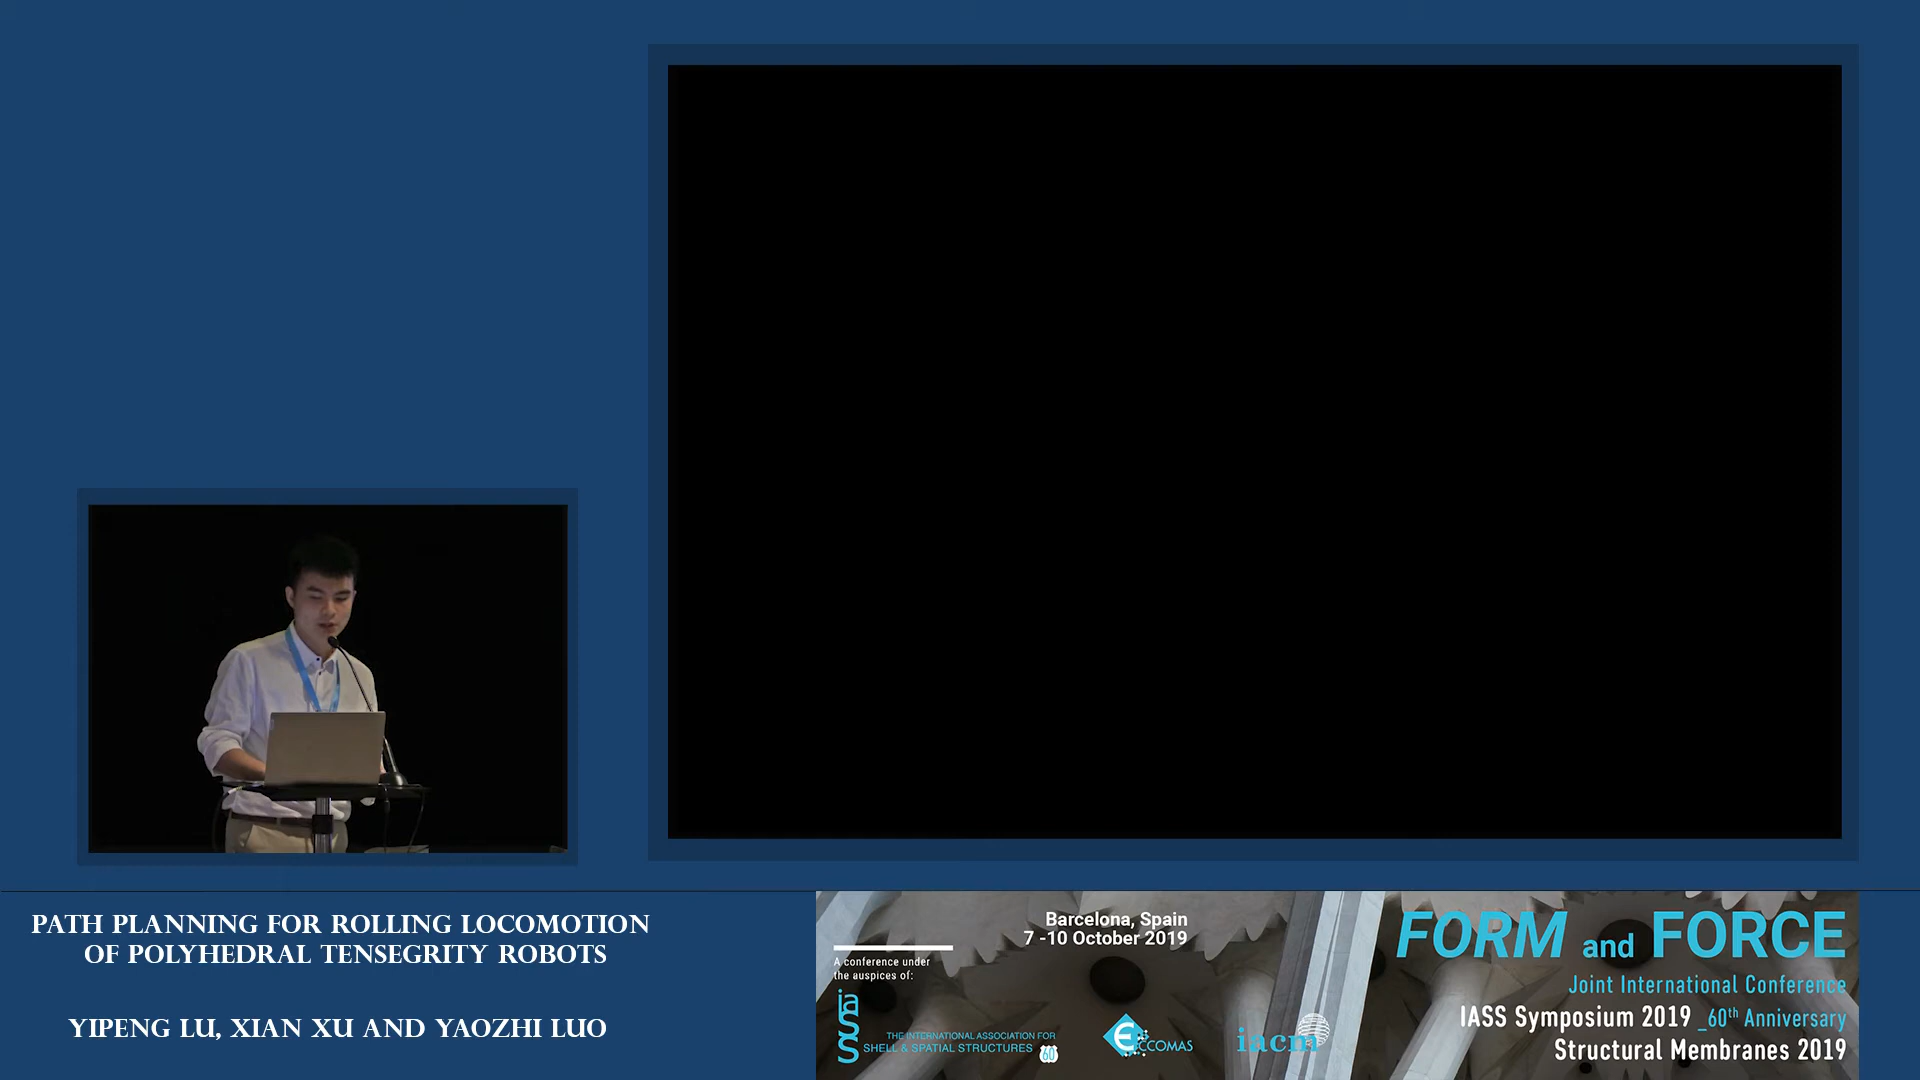 PATH PLANNING FOR ROLLING LOCOMOTION
OF POLYHEDRAL TENSEGRITY ROBOTS
YIPENG LU, XIAN XU AND YAOZHI LUO
Barcelona, Spain
7 -10 October 2019
A conference under
the auspices of:
iass
THE INTERNATIONAL ASSOCIATION FOR
SHELL & SPATIAL STRUCTURES 60
ECCOMAS
iacm
FORM and FORCE
Joint International Conference
IASS Symposium 2019 _60th Anniversary
Structural Membranes 2019